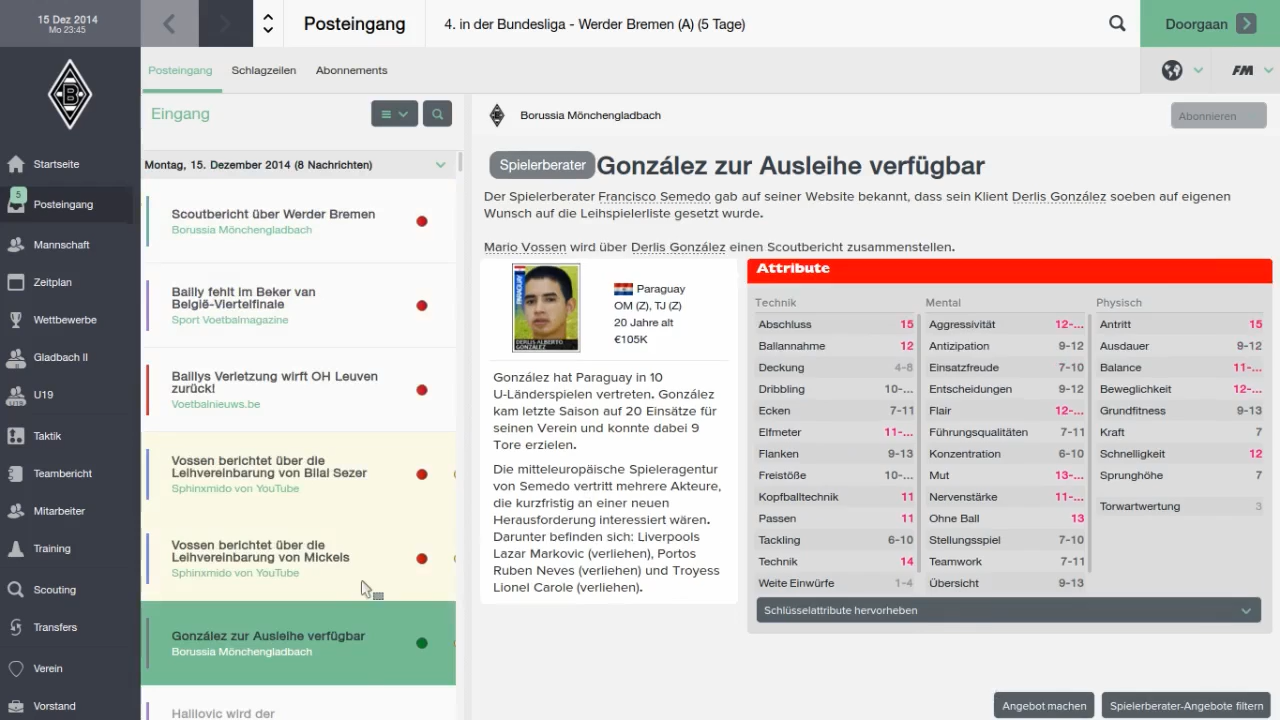 15 Dez 2014
Mo 23:45
Posteingang
4. in der Bundesliga - Werder Bremen (A) (5 Tage)
Doorgaan
Posteingang
Schlagzeilen
Abonnements
FM
Eingang
Borussia Mönchengladbach
Abonnieren
Startseite
5
Posteingang
Mannschaft
Zeitplan
Wettbewerbe
Gladbach II
U19
Taktik
Teambericht
Mitarbeiter
Training
Scouting
Transfers
Verein
Vorstand
Montag, 15. Dezember 2014 (8 Nachrichten)
Scoutbericht über Werder Bremen
Borussia Mönchengladbach
Bailly fehlt im Beker van
België-Viertelfinale
Sport Voetbalmagazine
Baillys Verletzung wirft OH Leuven
zurück!
Voetbalnieuws.be
Vossen berichtet über die
Leihvereinbarung von Bilal Sezer
Sphinxmido von YouTube
Vossen berichtet über die
Leihvereinbarung von Mickels
Sphinxmido von YouTube
González zur Ausleihe verfügbar
Borussia Mönchengladbach
Halilovic wird der
Spielerberater González zur Ausleihe verfügbar
Der Spielerberater Francisco Semedo gab auf seiner Website bekannt, dass sein Klient Derlis González soeben auf eigenen
Wunsch auf die Leihspielerliste gesetzt wurde.
Mario Vossen wird über Derlis González einen Scoutbericht zusammenstellen.
PARAGUAY
DERLIS ALBERTO
GONZÁLEZ
Paraguay
OM (Z), TJ (Z)
20 Jahre alt
€105K
González hat Paraguay in 10
U-Länderspielen vertreten. González
kam letzte Saison auf 20 Einsätze für
seinen Verein und konnte dabei 9
Tore erzielen.
Die mitteleuropäische Spieleragentur
von Semedo vertritt mehrere Akteure,
die kurzfristig an einer neuen
Herausforderung interessiert wären.
Darunter befinden sich: Liverpools
Lazar Markovic (verliehen), Portos
Ruben Neves (verliehen) und Troyess
Lionel Carole (verliehen).
Attribute
Technik
Abschluss 15
Ballannahme 12
Deckung 4-8
Dribbling 10-...
Ecken 7-11
Elfmeter 11-...
Flanken 9-13
Freistöße 10-...
Kopfballtechnik 11
Passen 11
Tackling 6-10
Technik 14
Weite Einwürfe 1-4
Mental
Aggressivität 12-...
Antizipation 9-12
Einsatzfreude 7-10
Entscheidungen 9-12
Flair 12-...
Führungsqualitäten 7-11
Konzentration 6-10
Mut 13-...
Nervenstärke 11-...
Ohne Ball 13
Stellungsspiel 7-10
Teamwork 7-11
Übersicht 9-13
Physisch
Antritt 15
Ausdauer 9-12
Balance 11-...
Beweglichkeit 12-...
Grundfitness 9-13
Kraft 7
Schnelligkeit 12
Sprunghöhe 7
Torwartwertung 3
Schlüsselattribute hervorheben
Angebot machen
Spielerberater-Angebote filtern